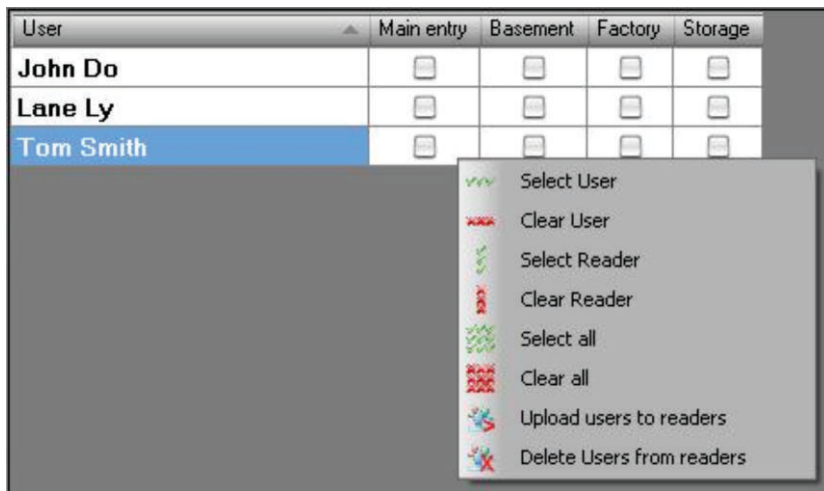 User Main entry Basement Factory Storage
John Do
Lane Ly
Tom Smith
Select User
Clear User
Select Reader
Clear Reader
Select all
Clear all
Upload users to readers
Delete Users from readers